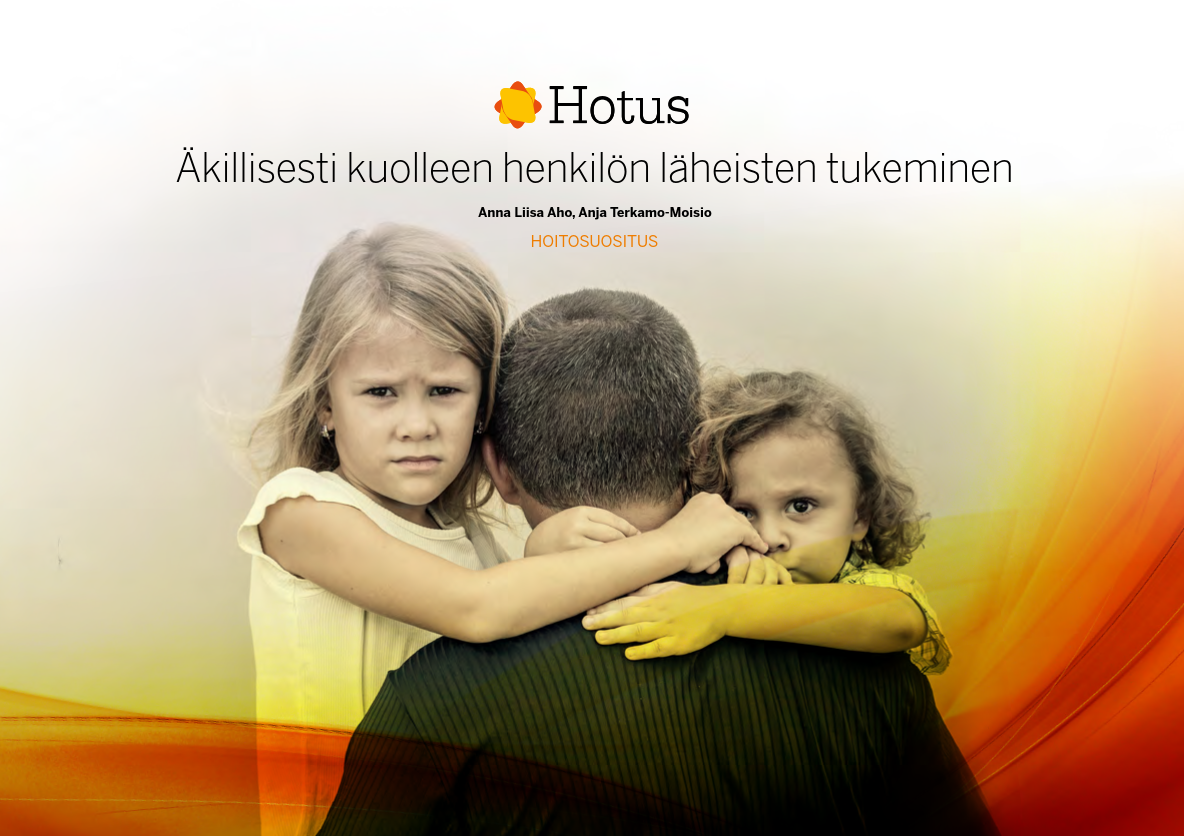 Hotus
Äkillisesti kuolleen henkilön läheisten tukeminen
Anna Liisa Aho, Anja Terkamo-Moisio
HOITOSUOSITUS